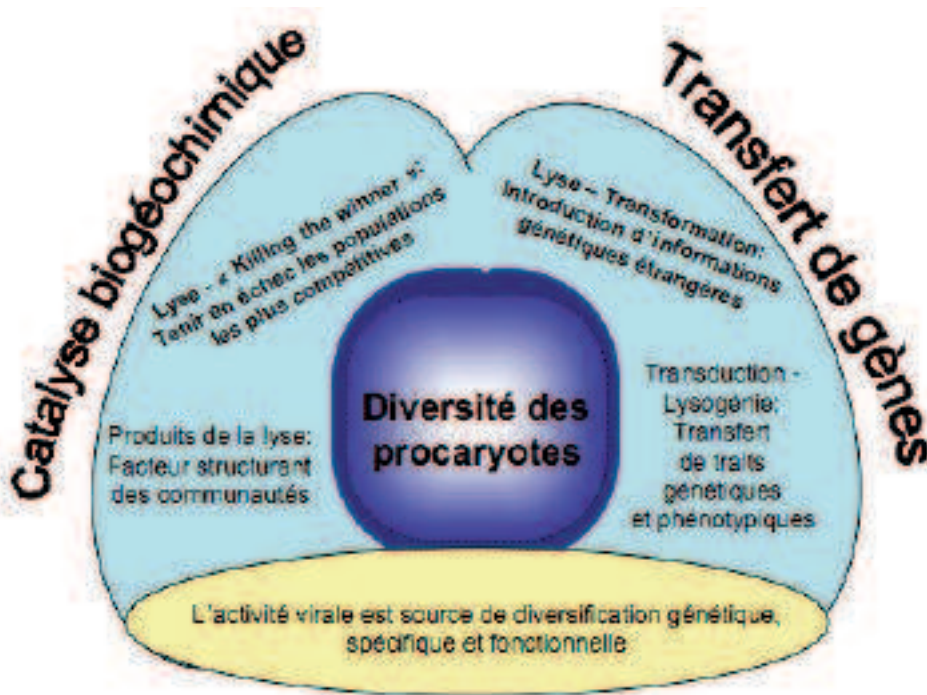 Catalyse biogéochimique
Transfert de gènes
Lyse - « Killing the winner »:
Tenir en échec les populations
les plus compétitives
Lyse – Transformation:
Introduction d'informations
génétiques étrangères
Produits de la lyse:
Facteur structurant
des communautés
Diversité des
procaryotes
Transduction -
Lysogénie:
Transfert
de traits
génétiques
et phénotypiques
L'activité virale est source de diversification génétique,
spécifique et fonctionnelle